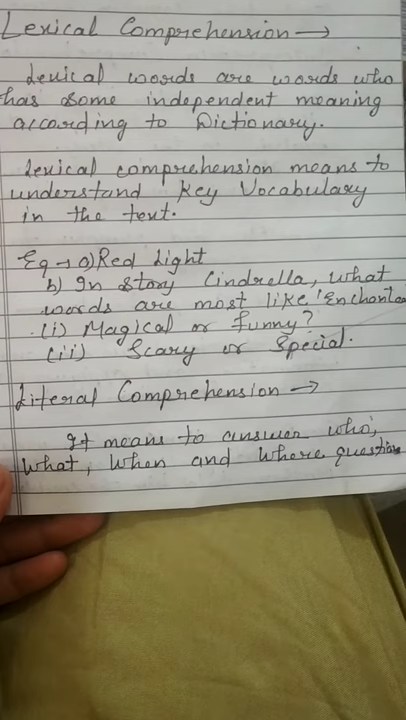 Lexical Comprehension →
Lexical words are words who
has some independent meaning
according to Dictionary.
Lexical comprehension means to
understand key Vocabulary
in the text.
Eg → a) Red Light
b) In story Cindrella, what
words are most like 'Enchanted
(i) Magical or funny?
(ii) Scary or Special.
Literal Comprehension →
It means to answer who,
What, When and Where question